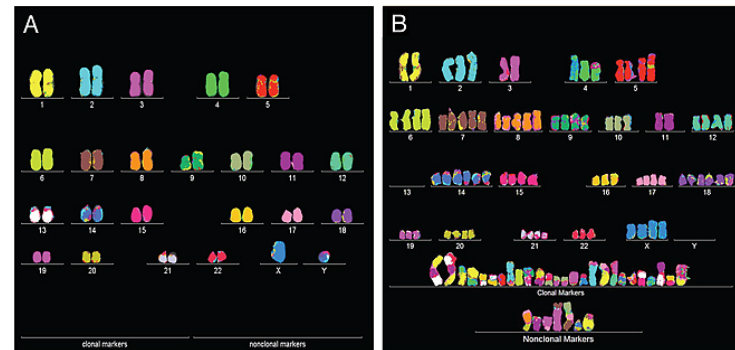 A
1 2 3 4 5
6 7 8 9 10 11 12
13 14 15 16 17 18
19 20 21 22 X Y
clonal markers nonclonal markers
B
1 2 3 4 5
6 7 8 9 10 11 12
13 14 15 16 17 18
19 20 21 22 X Y
Clonal Markers
Nonclonal Markers